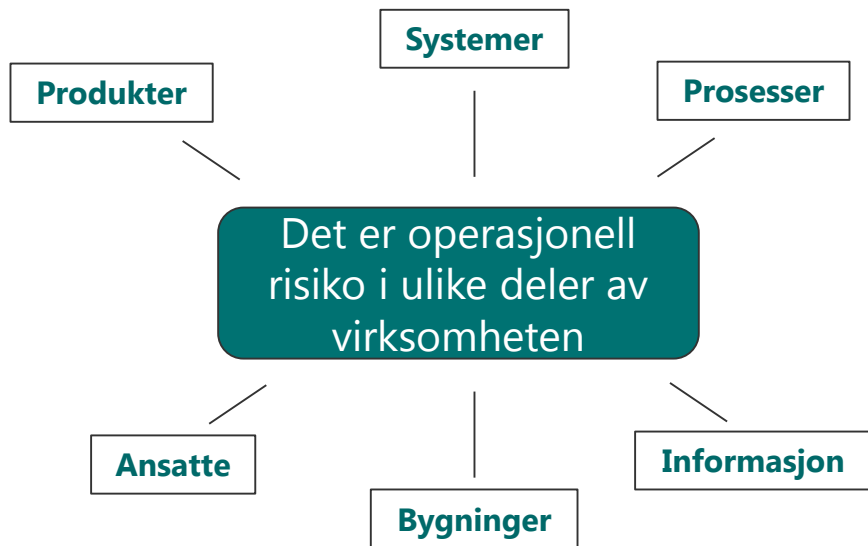 Systemer
Produkter
Prosesser
Det er operasjonell
risiko i ulike deler av
virksomheten
Ansatte
Informasjon
Bygninger